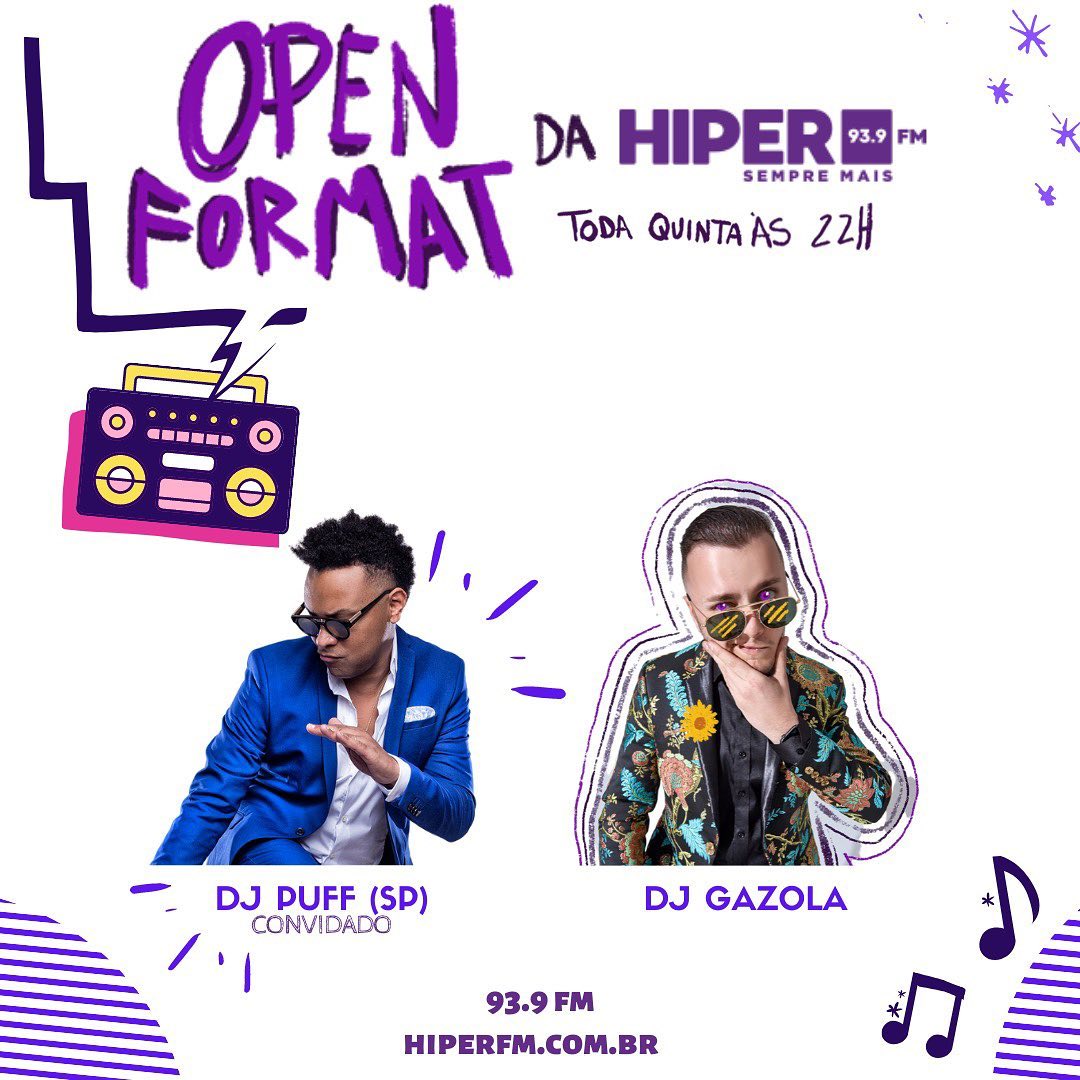 OPEN
FORMAT
DA HIPER 93.9 FM
SEMPRE MAIS
TODA QUINTA ÀS 22H
DJ PUFF (SP)
CONVIDADO
DJ GAZOLA
93.9 FM
HIPERFM.COM.BR